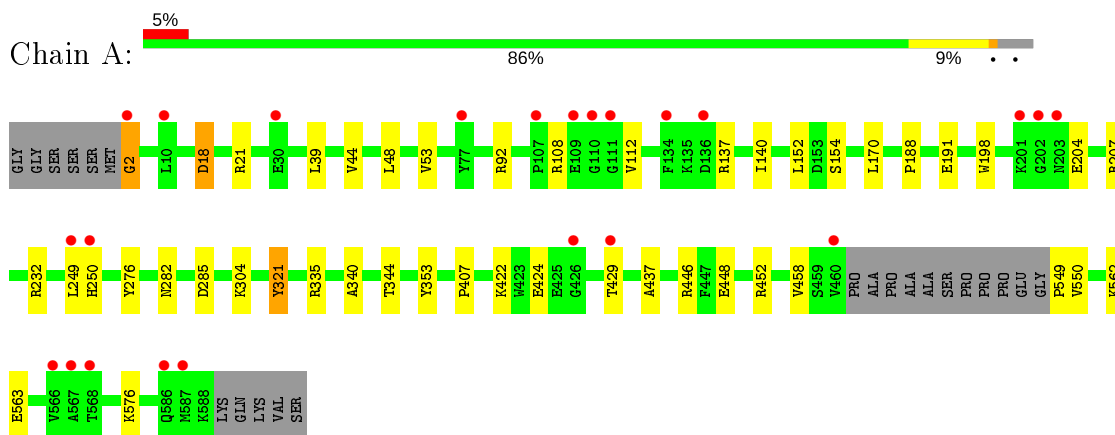 5%
Chain A:
86%
9%
• •
GLY GLY SER SER SER MET G2 L10 D18 R21 E30 L39 V44 L48 V53 Y77 R92 P107 R108 E109 G110 G111 V112 F134 K135 D136 R137 I140 L152 D153 S154 L170 P188 E191 W198 K201 G202 N203 E204 R207
R232 L249 H250 Y276 N282 D285 K304 Y321 R335 A340 T344 Y353 P407 K422 W423 E424 E425 G426 T429 A437 R446 F447 E448 R452 V458 S459 V460 PRO ALA PRO ALA ALA SER PRO PRO PRO GLU GLY P549 V550 K562
E563 V566 A567 T568 K576 Q586 M587 K588 LYS GLN LYS VAL SER